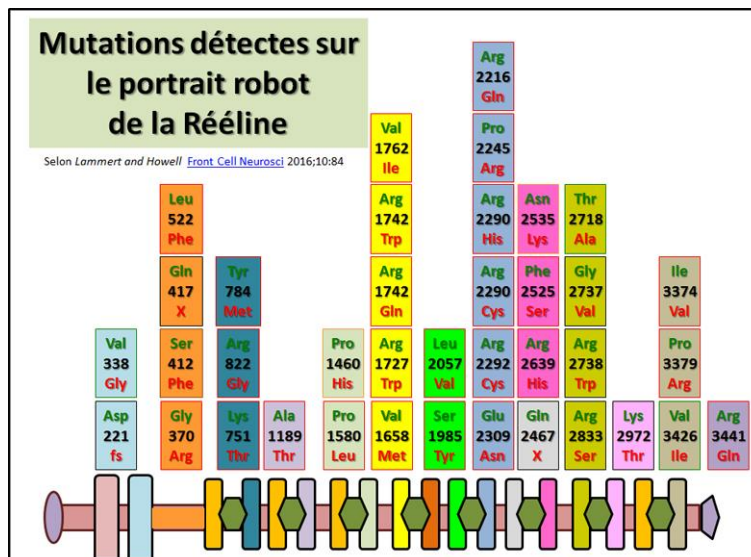 Mutations détectes sur
le portrait robot
de la Rééline
Selon Lammert and Howell Front Cell Neurosci 2016;10:84
Val
338
Gly
Asp
221
fs
Leu
522
Phe
Gln
417
X
Ser
412
Phe
Gly
370
Arg
Tyr
784
Met
Arg
822
Gly
Lys
751
Thr
Ala
1189
Thr
Pro
1460
His
Pro
1580
Leu
Val
1762
Ile
Arg
1742
Trp
Arg
1742
Gln
Arg
1727
Trp
Val
1658
Met
Leu
2057
Val
Ser
1985
Tyr
Arg
2216
Gln
Pro
2245
Arg
Arg
2290
His
Arg
2290
Cys
Arg
2292
Cys
Glu
2309
Asn
Asn
2535
Lys
Phe
2525
Ser
Arg
2639
His
Gln
2467
X
Thr
2718
Ala
Gly
2737
Val
Arg
2738
Trp
Arg
2833
Ser
Lys
2972
Thr
Ile
3374
Val
Pro
3379
Arg
Val
3426
Ile
Arg
3441
Gln